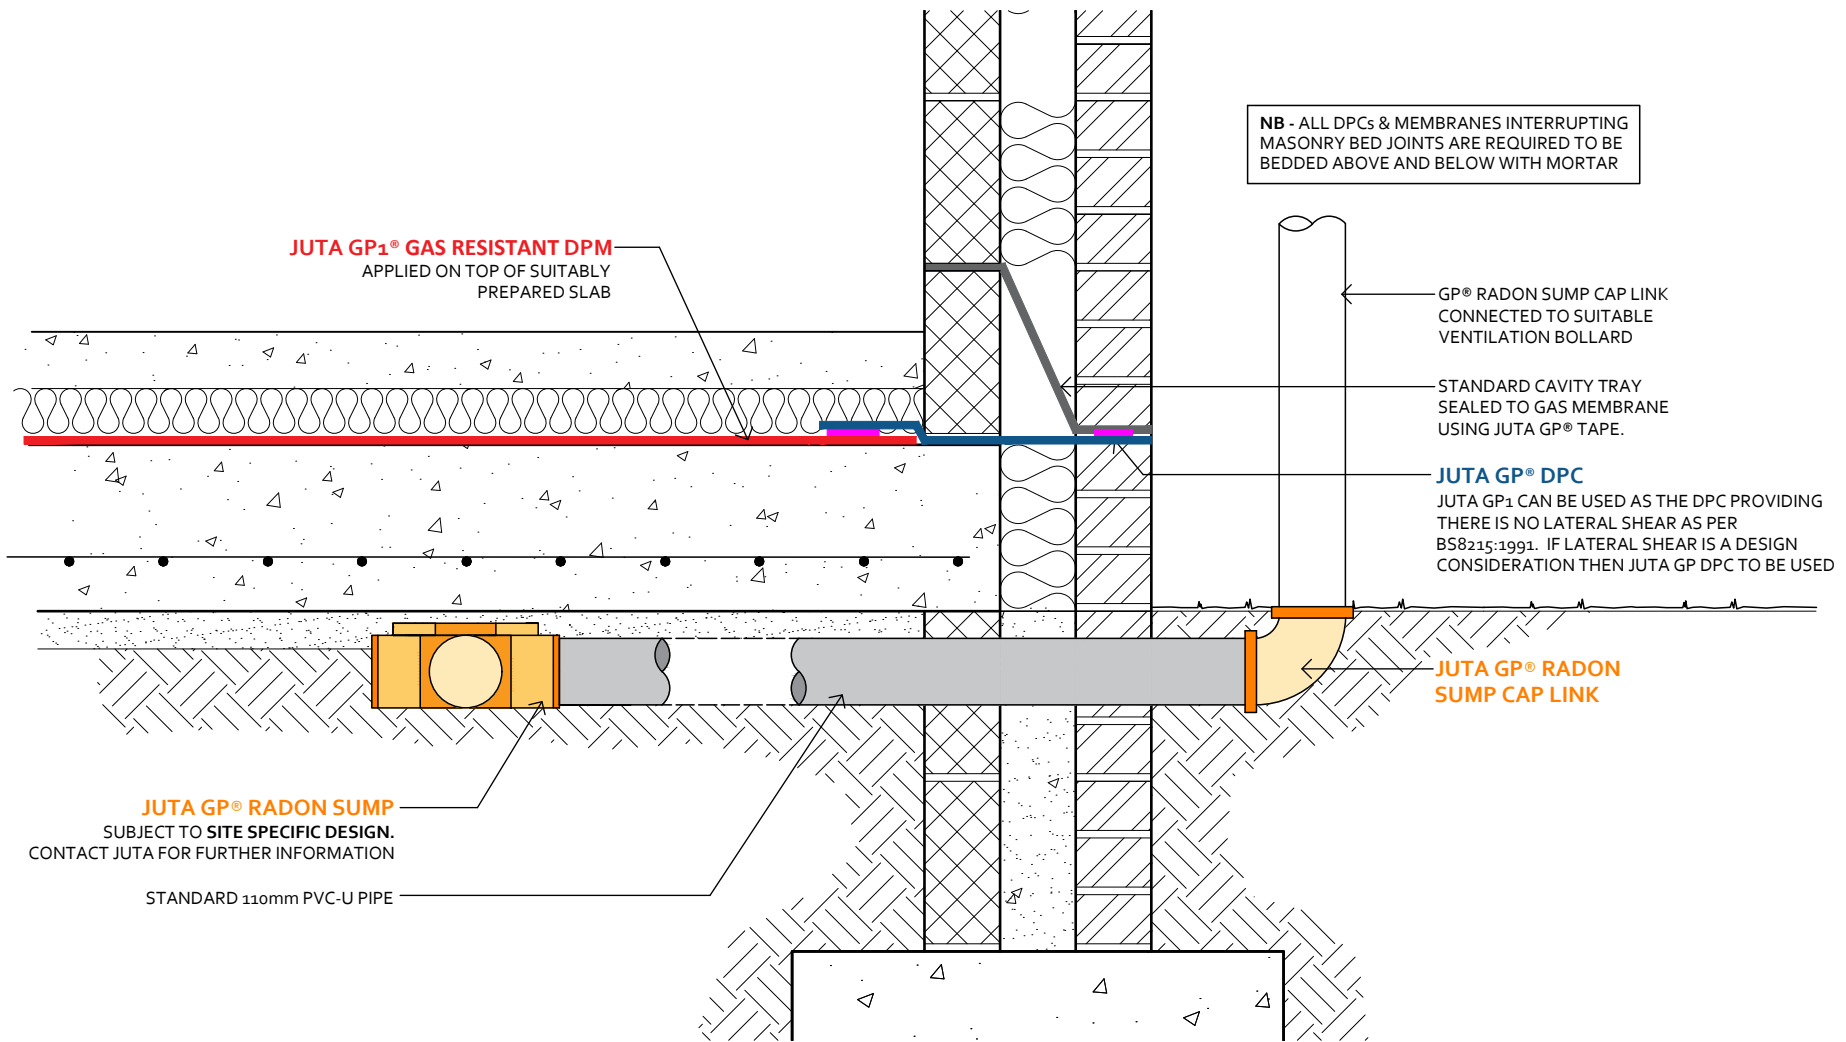 NB - ALL DPCs & MEMBRANES INTERRUPTING
MASONRY BED JOINTS ARE REQUIRED TO BE
BEDDED ABOVE AND BELOW WITH MORTAR
JUTA GP1® GAS RESISTANT DPM
APPLIED ON TOP OF SUITABLY
PREPARED SLAB
GP® RADON SUMP CAP LINK
CONNECTED TO SUITABLE
VENTILATION BOLLARD
STANDARD CAVITY TRAY
SEALED TO GAS MEMBRANE
USING JUTA GP® TAPE.
JUTA GP® DPC
JUTA GP1 CAN BE USED AS THE DPC PROVIDING
THERE IS NO LATERAL SHEAR AS PER
BS8215:1991. IF LATERAL SHEAR IS A DESIGN
CONSIDERATION THEN JUTA GP DPC TO BE USED
JUTA GP® RADON
SUMP CAP LINK
JUTA GP® RADON SUMP
SUBJECT TO SITE SPECIFIC DESIGN.
CONTACT JUTA FOR FURTHER INFORMATION
STANDARD 110mm PVC-U PIPE